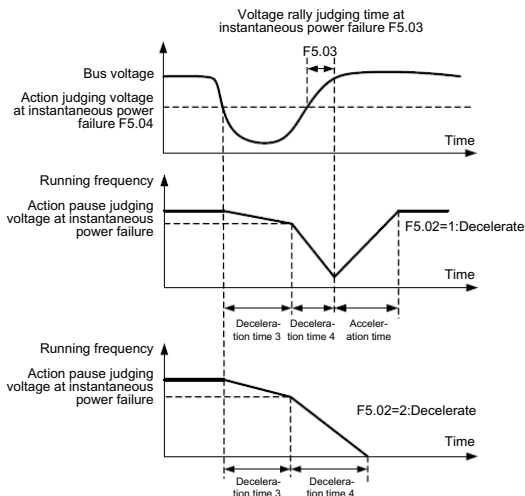 Voltage rally judging time at
instantaneous power failure F5.03
F5.03
Bus voltage
Action judging voltage
at instantaneous power
failure F5.04
Time
Running frequency
Action pause judging
voltage at instantaneous
power failure
F5.02=1:Decelerate
Time
Decelera-
tion time 3
Decelera-
tion time 4
Acceler-
ation time
Running frequency
Action pause judging
voltage at instantaneous
power failure
F5.02=2:Decelerate
Time
Decelera-
tion time 3
Decelera-
tion time 4